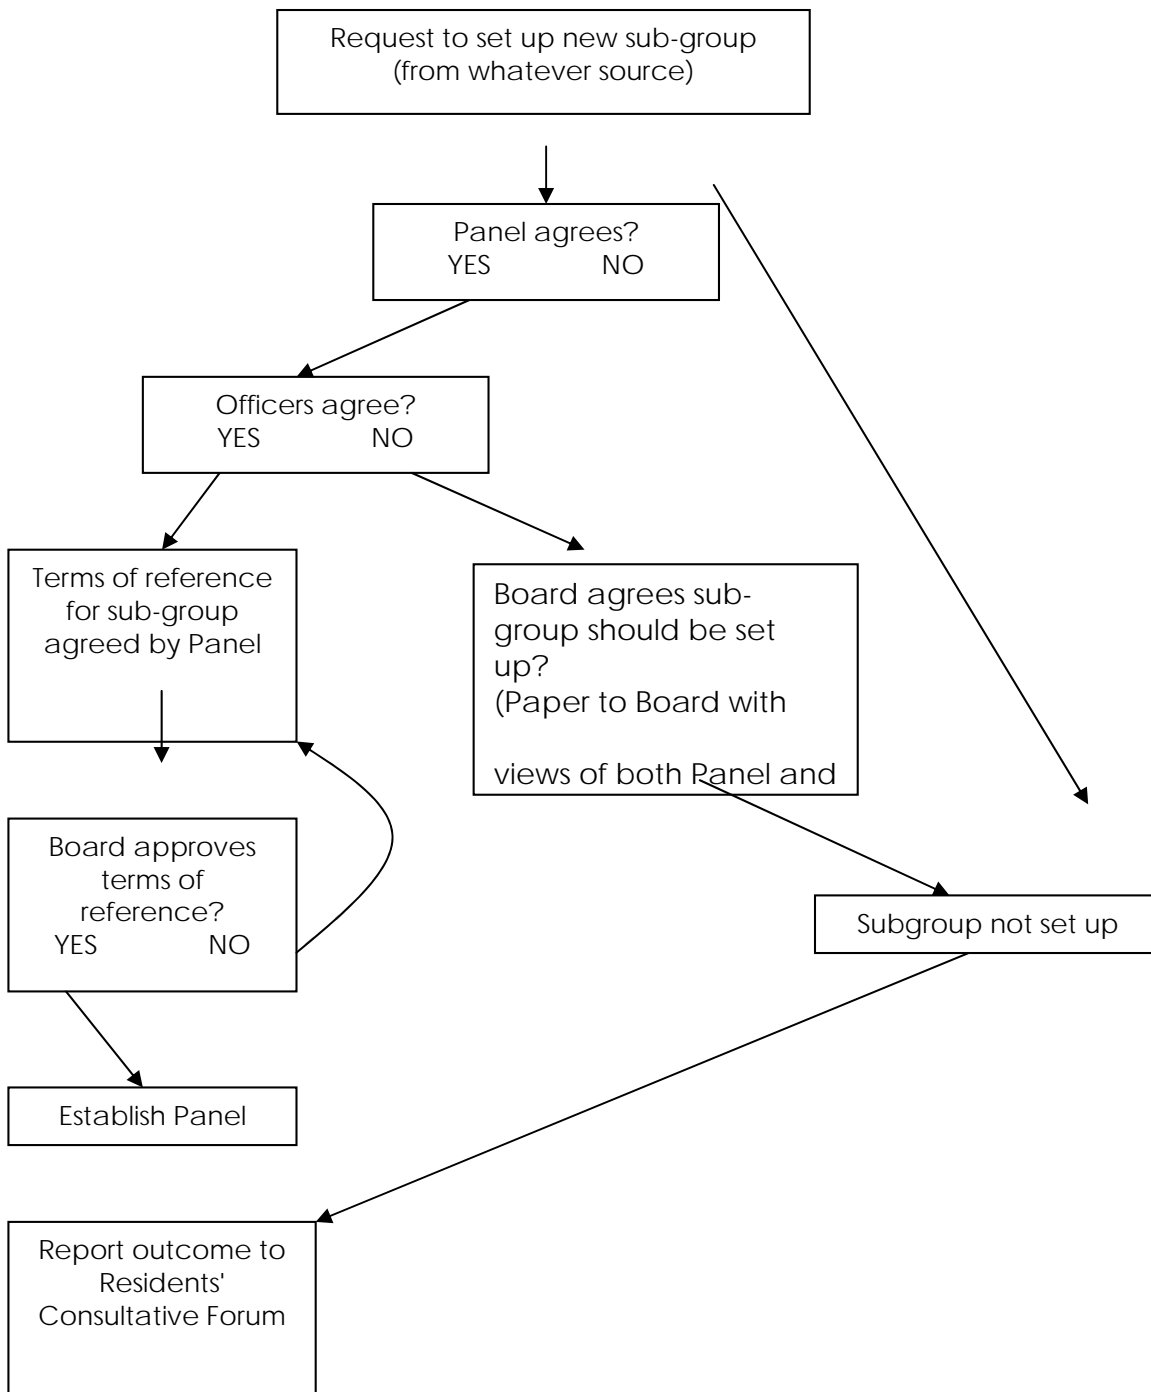 Request to set up new sub-group
(from whatever source)
Panel agrees?
YES NO
Officers agree?
YES NO
Terms of reference
for sub-group
agreed by Panel
Board agrees sub-
group should be set
up?
(Paper to Board with
views of both Panel and
Board approves
terms of
reference?
YES NO
Subgroup not set up
Establish Panel
Report outcome to
Residents'
Consultative Forum